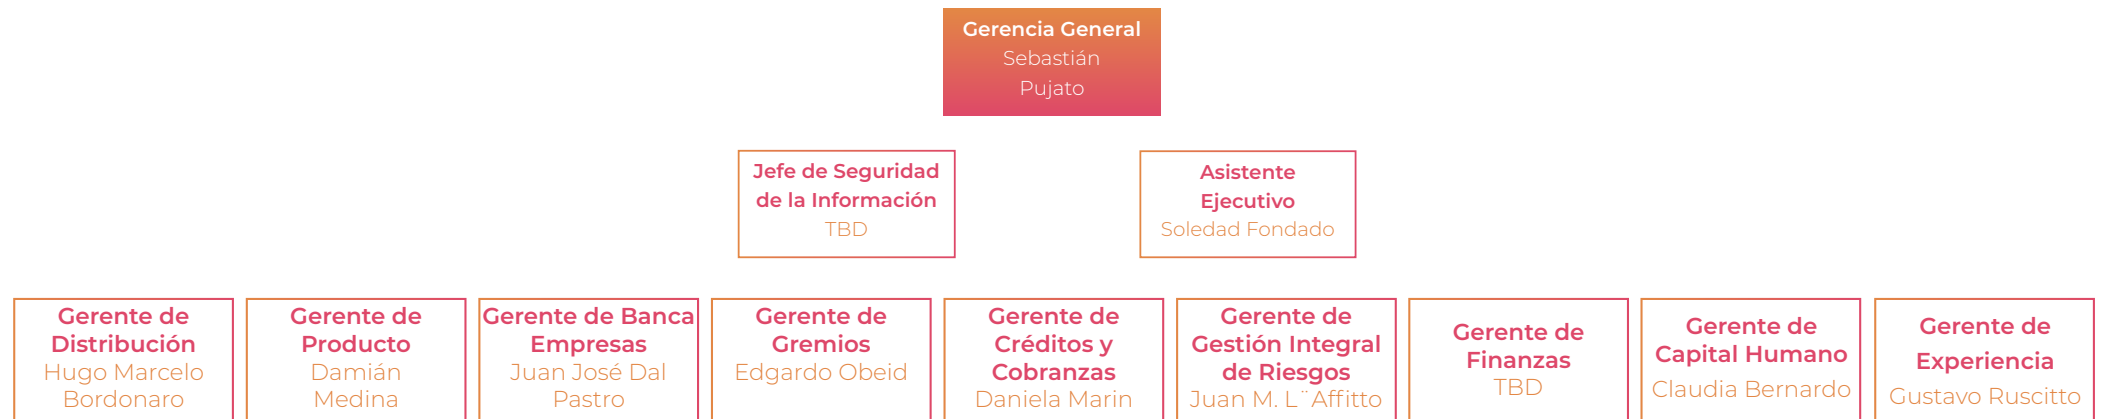 Gerencia General
Sebastián
Pujato
Jefe de Seguridad
de la Información
TBD
Asistente
Ejecutivo
Soledad Fondado
Gerente de
Distribución
Hugo Marcelo
Bordonaro
Gerente de
Producto
Damián
Medina
Gerente de Banca
Empresas
Juan José Dal
Pastro
Gerente de
Gremios
Edgardo Obeid
Gerente de
Créditos y
Cobranzas
Daniela Marin
Gerente de
Gestión Integral
de Riesgos
Juan M. L¨Affitto
Gerente de
Finanzas
TBD
Gerente de
Capital Humano
Claudia Bernardo
Gerente de
Experiencia
Gustavo Ruscitto